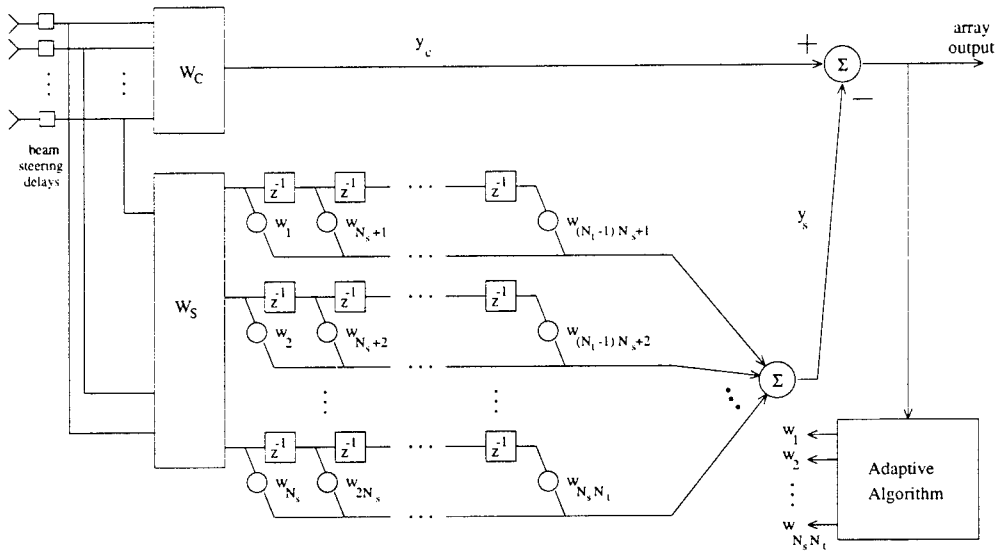 array
output
y_c
+
Σ
—
W_C
beam
steering
delays
z^-1 z^-1 · · · z^-1
w_1 w_{N_s+1} w_{(N_t-1)N_s+1}
· · ·
y_s
W_S
z^-1 z^-1 · · · z^-1
w_2 w_{N_s+2} w_{(N_t-1)N_s+2}
· · ·
Σ
z^-1 z^-1 · · · z^-1
w_{N_s} w_{2N_s} w_{N_s N_t}
· · ·
w_1
w_2
w_{N_s N_t}
Adaptive
Algorithm